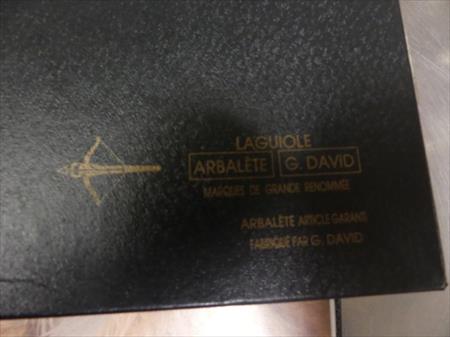 LAGUIOLE
ARBALÈTE G. DAVID
MARQUES DE GRANDE RENOMMÉE
ARBALÈTE ARTICLE GARANTI
FABRIQUÉ PAR G. DAVID